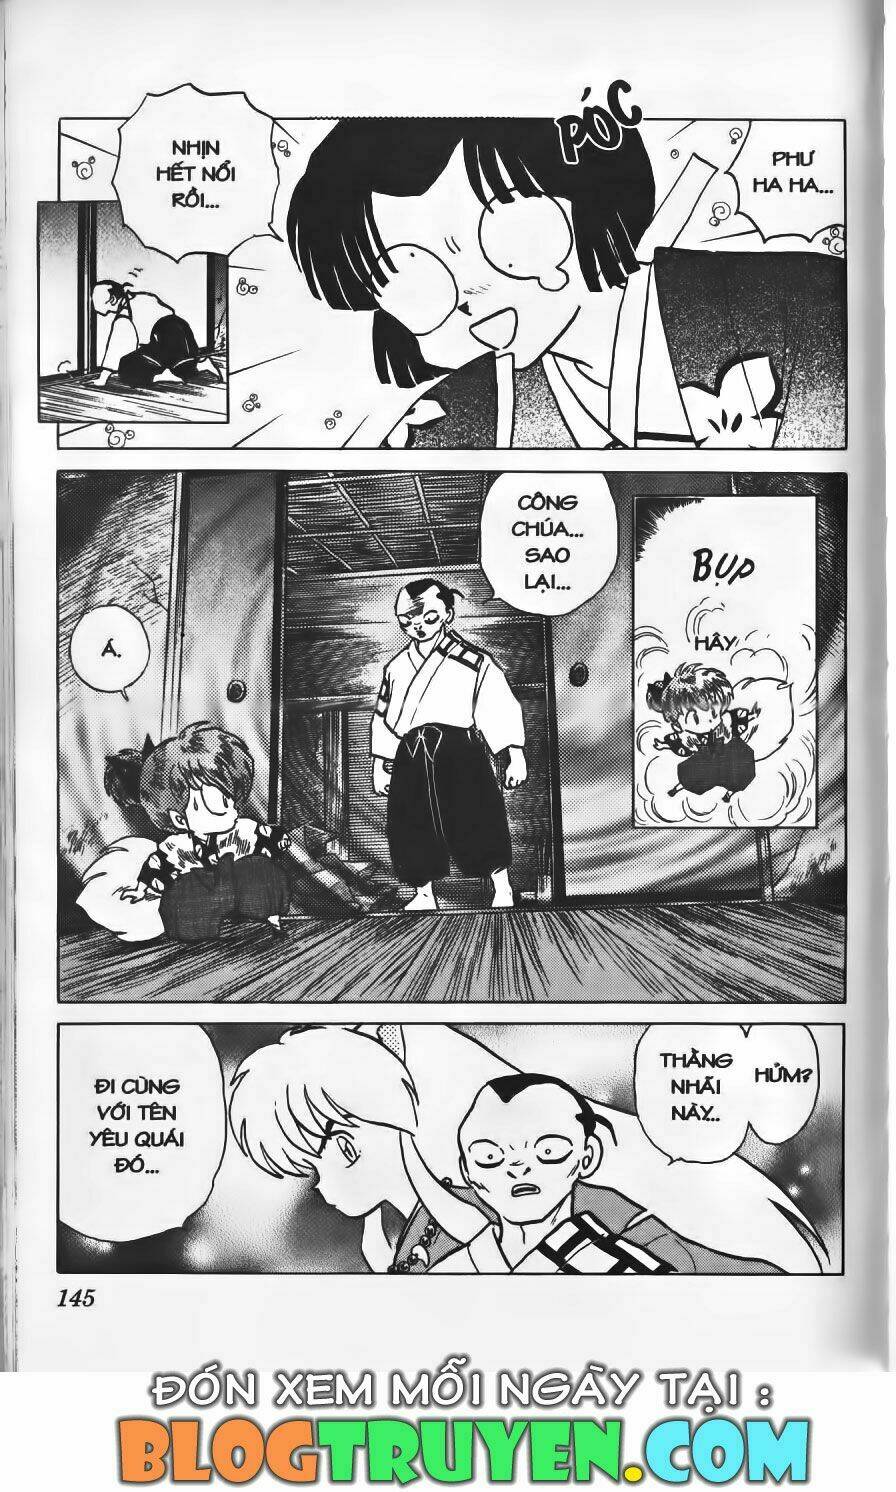 PÓC
PHƯ
HA HA...
NHỊN
HẾT NỔI
RỒI...
BỤP
HÂY
CÔNG
CHÚA...
SAO
LẠI...
Á.
HỬM?
THẰNG
NHÃI
NÀY...
ĐI CÙNG
VỚI TÊN
YÊU QUÁI
ĐÓ...
145
ĐÓN XEM MỖI NGÀY TẠI :
BLOGTRUYEN.COM